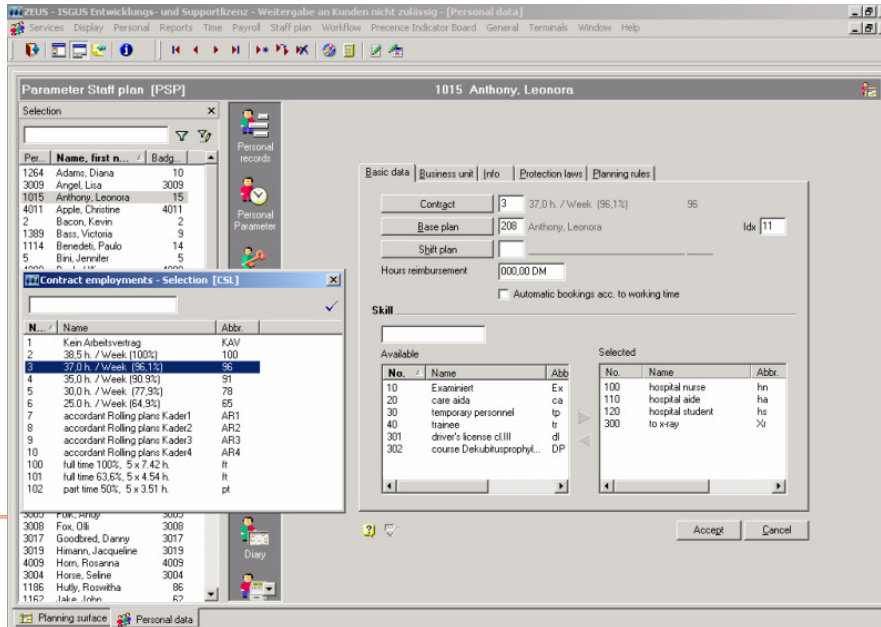 ZEUS - ISGUS Entwicklungs- und Supportlizenz - Weitergabe an Kunden nicht zulässig - [Personal data]
Services Display Personal Reports Time Payroll Staff plan Workflow Precence Indicator Board General Terminals Window Help
Parameter Staff plan [PSP] 1015 Anthony, Leonora
Selection
Per... Name, first n... Badg...
1264 Adams, Diana 10
3009 Angel, Lisa 3009
1015 Anthony, Leonora 15
4011 Apple, Christine 4011
2 Bacon, Kevin 2
1389 Bass, Victoria 9
1114 Benedeti, Paulo 14
5 Bini, Jennifer 5
Personal records
Personal Parameter
Basic data Business unit Info Protection laws Planning rules
Contract 3 37,0 h. / Week (96,1%) 96
Base plan 208 Anthony, Leonora Idx 11
Shift plan
Hours reimbursement 000,00 DM
Automatic bookings acc. to working time
Skill
Available
No. Name Abb
10 Examiniert Ex
20 care aida ca
30 temporary personnel tp
40 trainee tr
301 driver's license cl.III dl
302 course Dekubitusprophyl... DP
Selected
No. Name Abbr.
100 hospital nurse hn
110 hospital aide ha
120 hospital student hs
300 to x-ray Xr
Accept Cancel
Contract employments - Selection [CSL]
N... Name Abbr.
1 Kein Arbeitsvertrag KAV
2 38,5 h. / Week (100%) 100
3 37,0 h. / Week (96,1%) 96
4 35,0 h. / Week (90.9%) 91
5 30,0 h. / Week (77,9%) 78
6 25.0 h. / Week (64,9%) 65
7 accordant Rolling plans Kader1 AR1
8 accordant Rolling plans Kader2 AR2
9 accordant Rolling plans Kader3 AR3
10 accordant Rolling plans Kader4 AR4
100 full time 100%, 5 x 7.42 h. ft
101 full time 63,6%, 5 x 4.54 h. ft
102 part time 50%, 5 x 3.51 h. pt
3008 Fox, Olli 3008
3017 Goodbred, Danny 3017
3019 Himann, Jacqueline 3019
4009 Horn, Rosanna 4009
3004 Horse, Seline 3004
1186 Hutly, Roswitha 86
1162 Jake, John 62
Diary
Planning surface Personal data